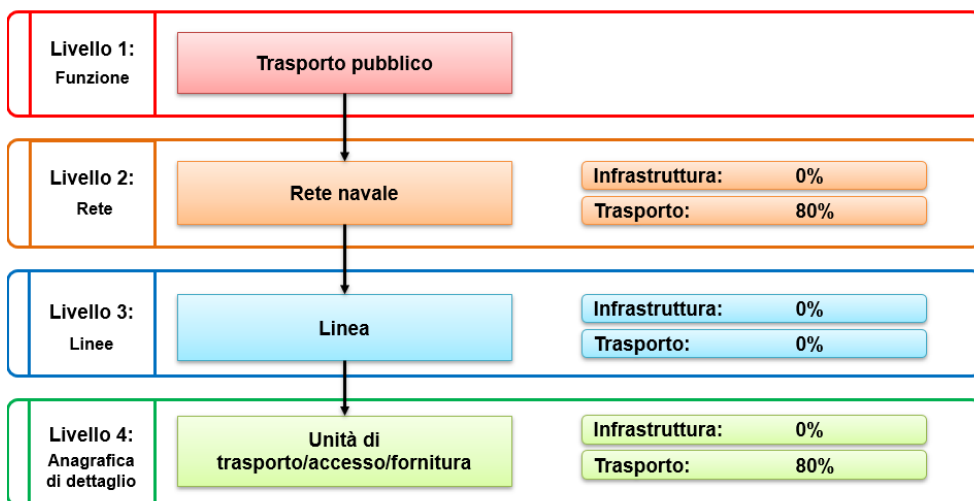 Livello 1:
Funzione
Trasporto pubblico
Livello 2:
Rete
Rete navale
Infrastruttura: 0%
Trasporto: 80%
Livello 3:
Linee
Linea
Infrastruttura: 0%
Trasporto: 0%
Livello 4:
Anagrafica
di dettaglio
Unità di
trasporto/accesso/fornitura
Infrastruttura: 0%
Trasporto: 80%